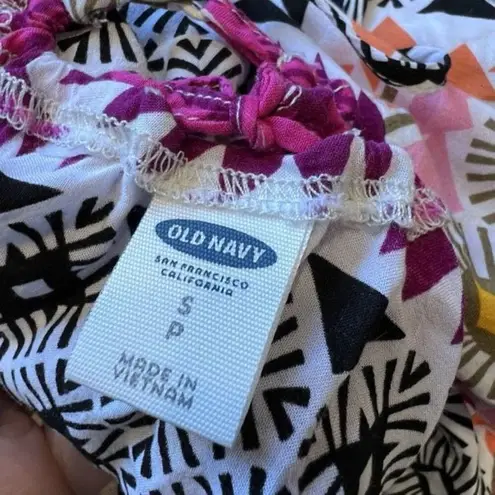 OLD NAVY
SAN FRANCISCO
CALIFORNIA
S
P
MADE IN
VIETNAM